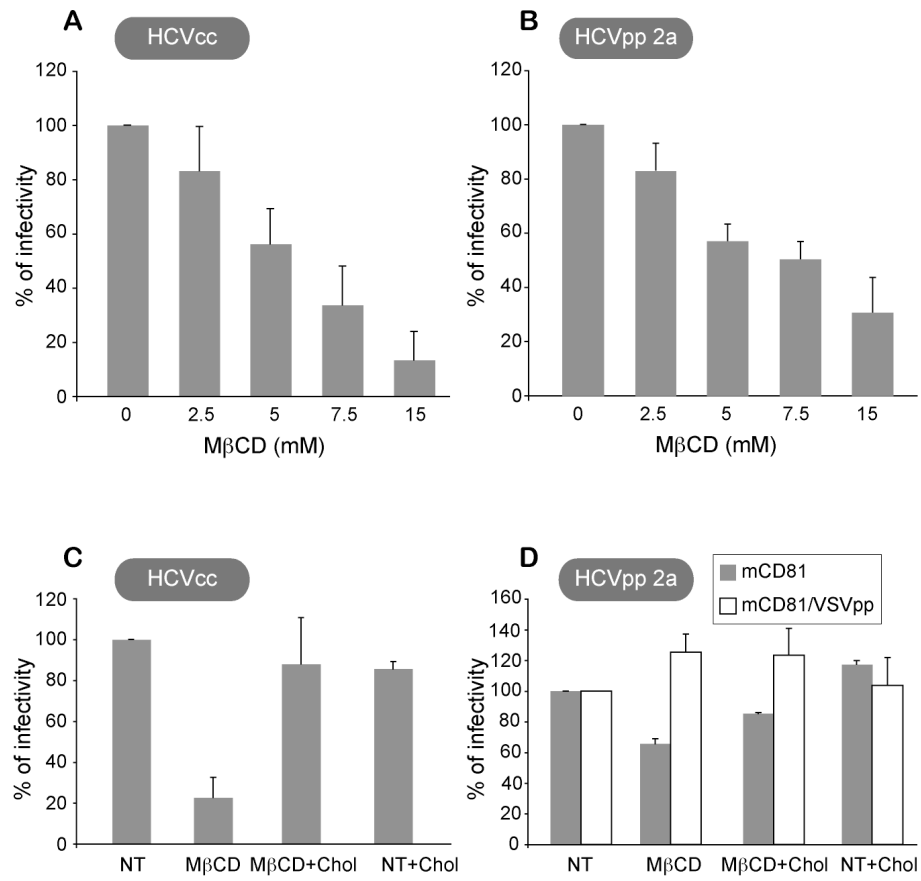 A
HCVcc
120
100
80
60
40
20
0
% of infectivity
0 2.5 5 7.5 15
MβCD (mM)
B
HCVpp 2a
120
100
80
60
40
20
0
% of infectivity
0 2.5 5 7.5 15
MβCD (mM)
C
HCVcc
120
100
80
60
40
20
0
% of infectivity
NT MβCD MβCD+Chol NT+Chol
D
HCVpp 2a
mCD81
mCD81/VSVpp
160
140
120
100
80
60
40
20
0
% of infectivity
NT MβCD MβCD+Chol NT+Chol